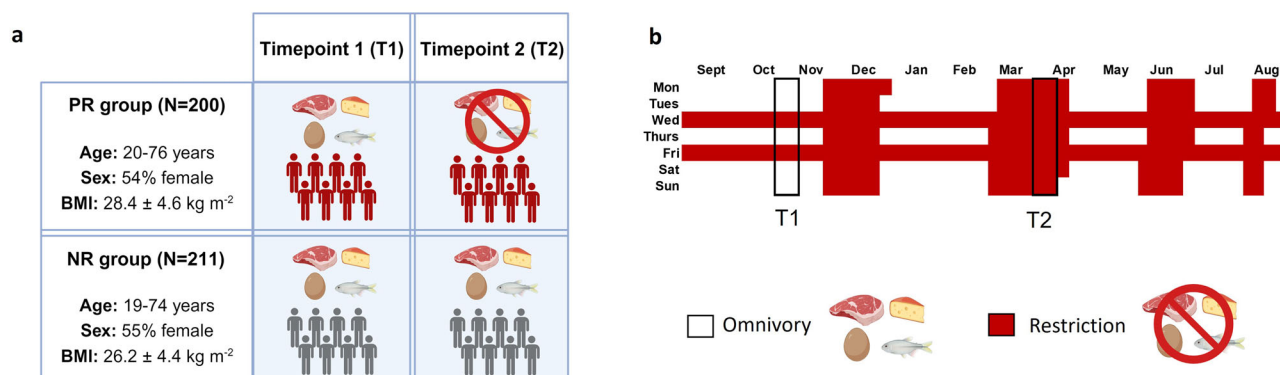 a
Timepoint 1 (T1)
Timepoint 2 (T2)
PR group (N=200)
Age: 20-76 years
Sex: 54% female
BMI: 28.4 ± 4.6 kg m⁻²
NR group (N=211)
Age: 19-74 years
Sex: 55% female
BMI: 26.2 ± 4.4 kg m⁻²
b
Sept Oct Nov Dec Jan Feb Mar Apr May Jun Jul Aug
Mon
Tues
Wed
Thurs
Fri
Sat
Sun
T1
T2
Omnivory
Restriction